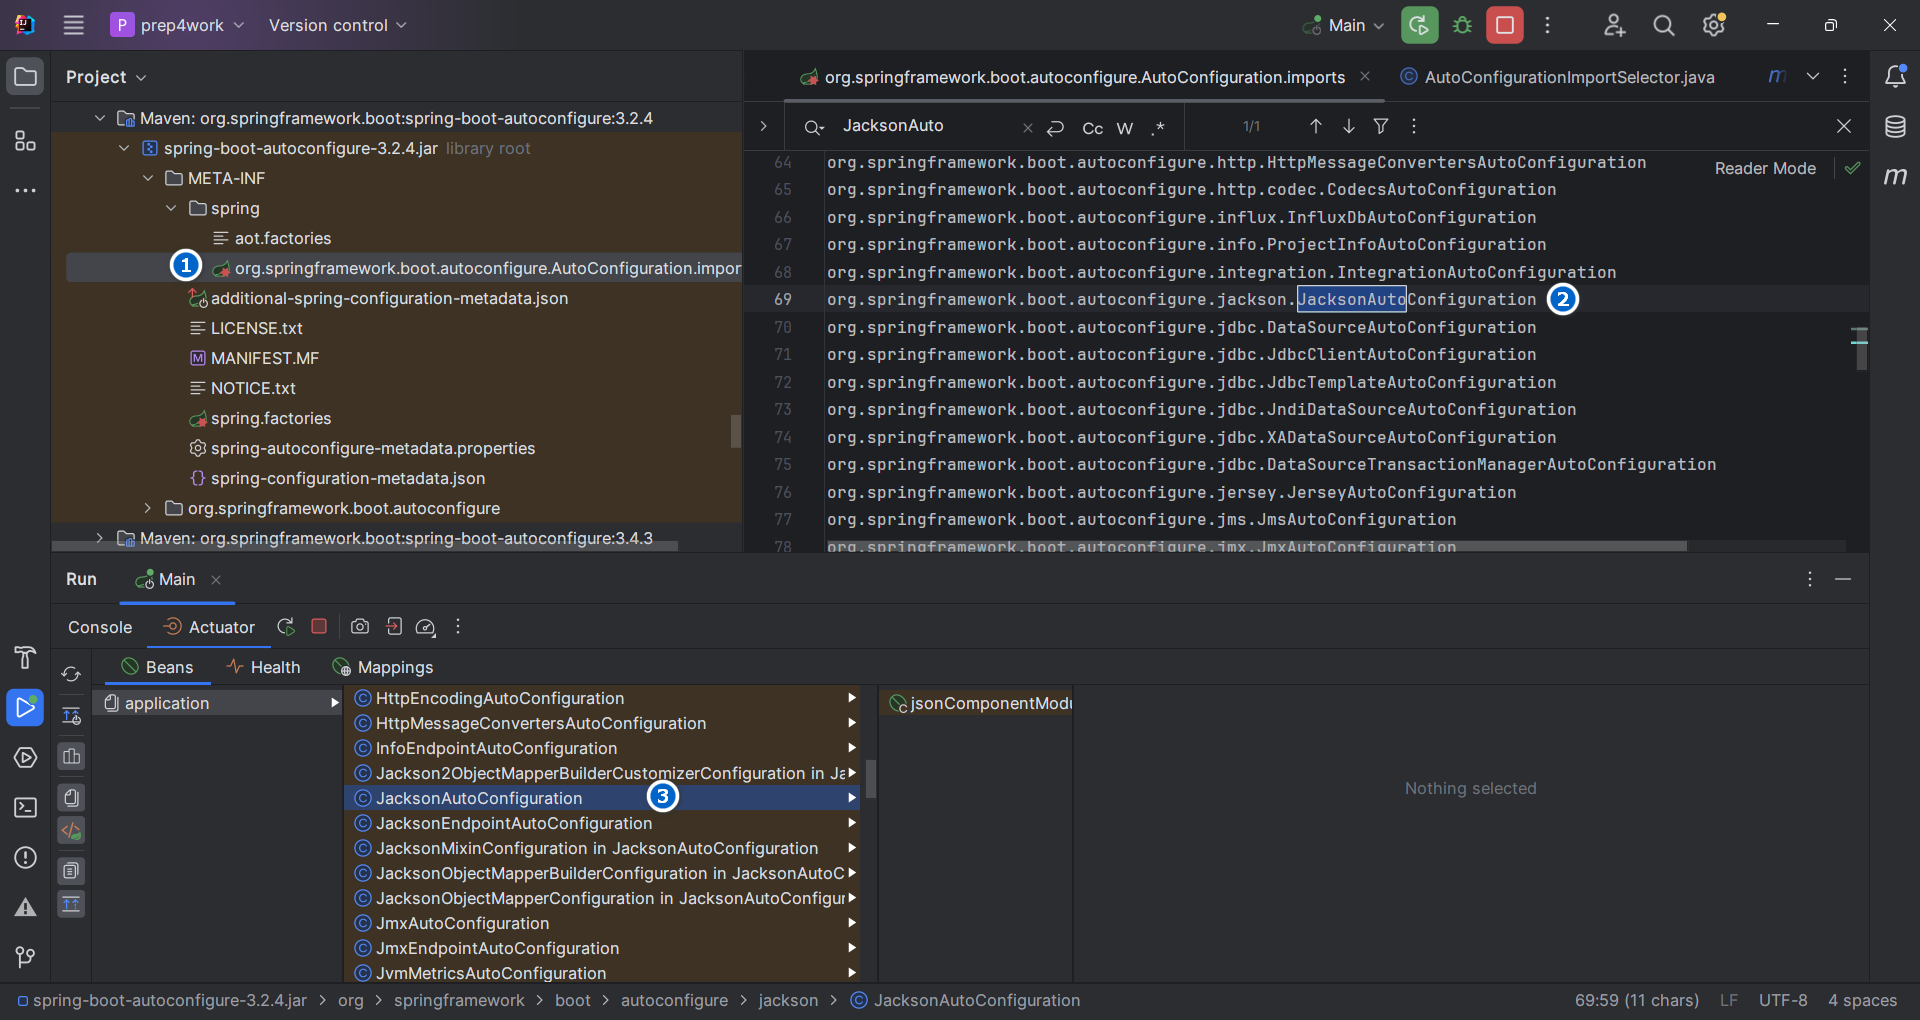 P prep4work
Version control
Main
Project
Maven: org.springframework.boot:spring-boot-autoconfigure:3.2.4
spring-boot-autoconfigure-3.2.4.jar library root
META-INF
spring
aot.factories
1
org.springframework.boot.autoconfigure.AutoConfiguration.impor
additional-spring-configuration-metadata.json
LICENSE.txt
M MANIFEST.MF
NOTICE.txt
spring.factories
spring-autoconfigure-metadata.properties
{} spring-configuration-metadata.json
org.springframework.boot.autoconfigure
Maven: org.springframework.boot:spring-boot-autoconfigure:3.4.3
org.springframework.boot.autoconfigure.AutoConfiguration.imports
C AutoConfigurationImportSelector.java
m
JacksonAuto
Cc W .*
1/1
Reader Mode
m
64 org.springframework.boot.autoconfigure.http.HttpMessageConvertersAutoConfiguration
65 org.springframework.boot.autoconfigure.http.codec.CodecsAutoConfiguration
66 org.springframework.boot.autoconfigure.influx.InfluxDbAutoConfiguration
67 org.springframework.boot.autoconfigure.info.ProjectInfoAutoConfiguration
68 org.springframework.boot.autoconfigure.integration.IntegrationAutoConfiguration
69 org.springframework.boot.autoconfigure.jackson.JacksonAutoConfiguration 2
70 org.springframework.boot.autoconfigure.jdbc.DataSourceAutoConfiguration
71 org.springframework.boot.autoconfigure.jdbc.JdbcClientAutoConfiguration
72 org.springframework.boot.autoconfigure.jdbc.JdbcTemplateAutoConfiguration
73 org.springframework.boot.autoconfigure.jdbc.JndiDataSourceAutoConfiguration
74 org.springframework.boot.autoconfigure.jdbc.XADataSourceAutoConfiguration
75 org.springframework.boot.autoconfigure.jdbc.DataSourceTransactionManagerAutoConfiguration
76 org.springframework.boot.autoconfigure.jersey.JerseyAutoConfiguration
77 org.springframework.boot.autoconfigure.jms.JmsAutoConfiguration
78 org.springframework.boot.autoconfigure.jmx.JmxAutoConfiguration
Run
Main
Console
Actuator
Beans
Health
Mappings
application
C HttpEncodingAutoConfiguration
C HttpMessageConvertersAutoConfiguration
C InfoEndpointAutoConfiguration
C Jackson2ObjectMapperBuilderCustomizerConfiguration in Ja
C JacksonAutoConfiguration 3
C JacksonEndpointAutoConfiguration
C JacksonMixinConfiguration in JacksonAutoConfiguration
C JacksonObjectMapperBuilderConfiguration in JacksonAutoC
C JacksonObjectMapperConfiguration in JacksonAutoConfigur
C JmxAutoConfiguration
C JmxEndpointAutoConfiguration
C JvmMetricsAutoConfiguration
jsonComponentModu
Nothing selected
spring-boot-autoconfigure-3.2.4.jar > org > springframework > boot > autoconfigure > jackson > C JacksonAutoConfiguration
69:59 (11 chars)
LF
UTF-8
4 spaces